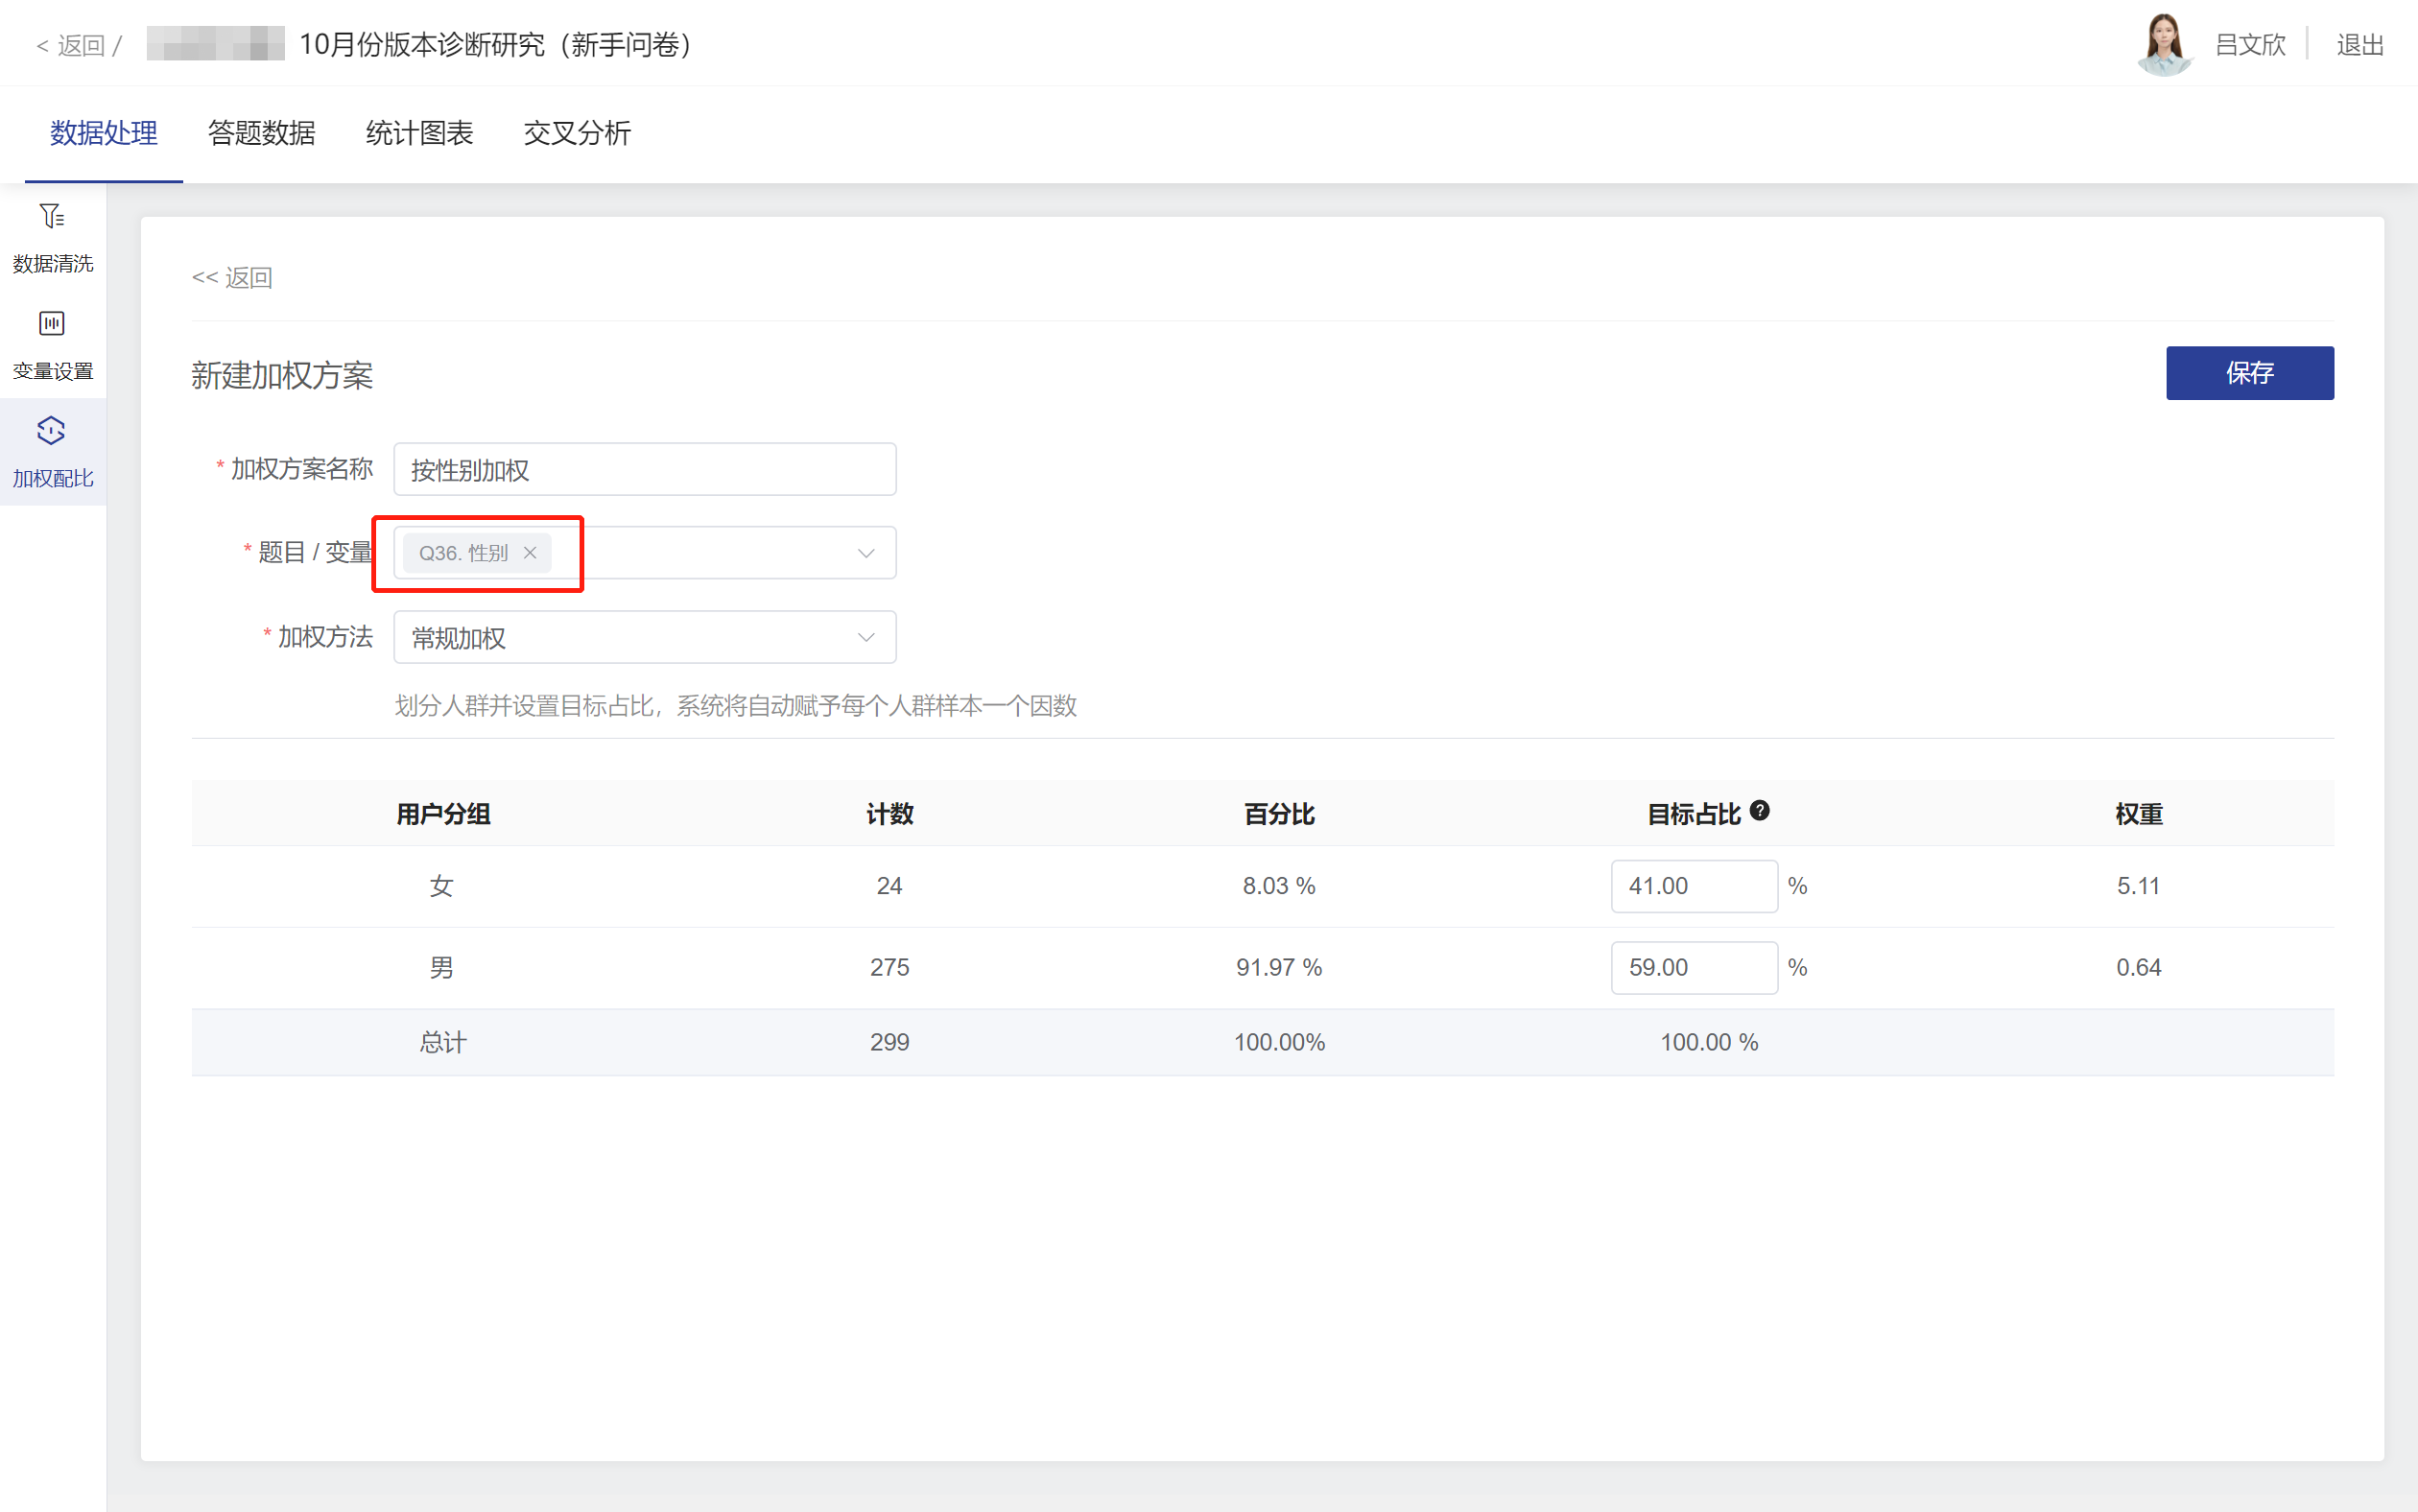 < 返回 / 10月份版本诊断研究（新手问卷）
吕文欣 退出
数据处理 答题数据 统计图表 交叉分析
数据清洗
变量设置
加权配比
<< 返回
新建加权方案
保存
* 加权方案名称 按性别加权
* 题目 / 变量 Q36. 性别 ×
* 加权方法 常规加权
划分人群并设置目标占比，系统将自动赋予每个人群样本一个因数
用户分组 计数 百分比 目标占比 ? 权重
女 24 8.03 % 41.00 % 5.11
男 275 91.97 % 59.00 % 0.64
总计 299 100.00% 100.00 %